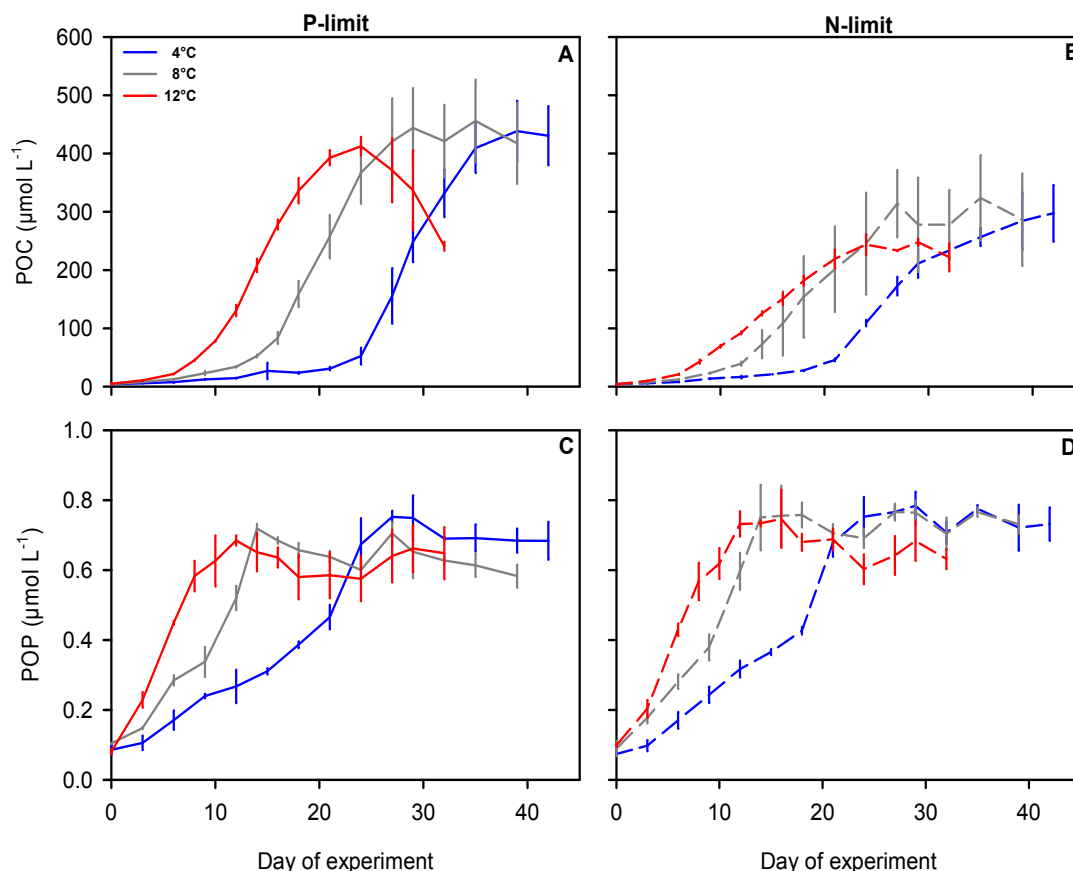 P-limit N-limit
600 A B
4°C
8°C
12°C
500
400
300
200
100
0
POC (µmol L⁻¹)
1.0 C D
0.8
0.6
0.4
0.2
0.0
POP (µmol L⁻¹)
0 10 20 30 40 0 10 20 30 40
Day of experiment Day of experiment